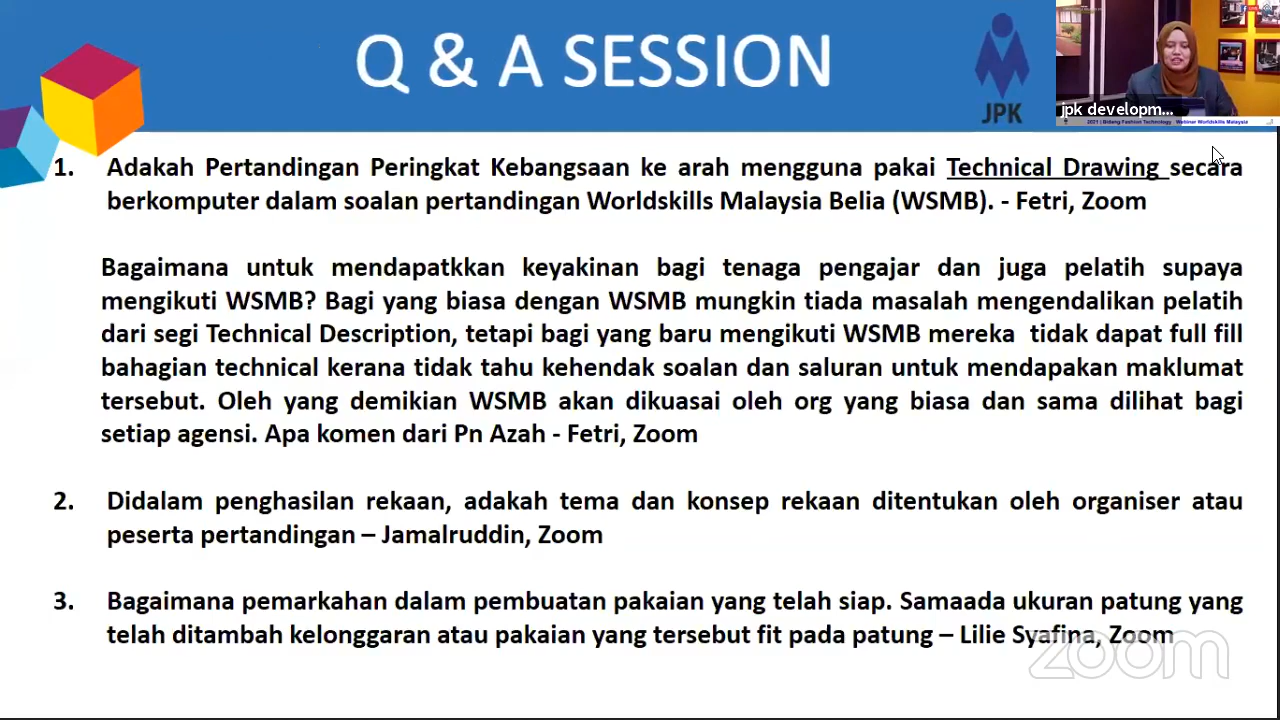 Q & A SESSION
JPK
jpk developm...
2021 | Bidang Fashion Technology - Webinar Worldskills Malaysia
1. Adakah Pertandingan Peringkat Kebangsaan ke arah mengguna pakai Technical Drawing secara
berkomputer dalam soalan pertandingan Worldskills Malaysia Belia (WSMB). - Fetri, Zoom
Bagaimana untuk mendapatkkan keyakinan bagi tenaga pengajar dan juga pelatih supaya
mengikuti WSMB? Bagi yang biasa dengan WSMB mungkin tiada masalah mengendalikan pelatih
dari segi Technical Description, tetapi bagi yang baru mengikuti WSMB mereka tidak dapat full fill
bahagian technical kerana tidak tahu kehendak soalan dan saluran untuk mendapakan maklumat
tersebut. Oleh yang demikian WSMB akan dikuasai oleh org yang biasa dan sama dilihat bagi
setiap agensi. Apa komen dari Pn Azah - Fetri, Zoom
2. Didalam penghasilan rekaan, adakah tema dan konsep rekaan ditentukan oleh organiser atau
peserta pertandingan – Jamalruddin, Zoom
3. Bagaimana pemarkahan dalam pembuatan pakaian yang telah siap. Samaada ukuran patung yang
telah ditambah kelonggaran atau pakaian yang tersebut fit pada patung – Lilie Syafina, Zoom
zoom